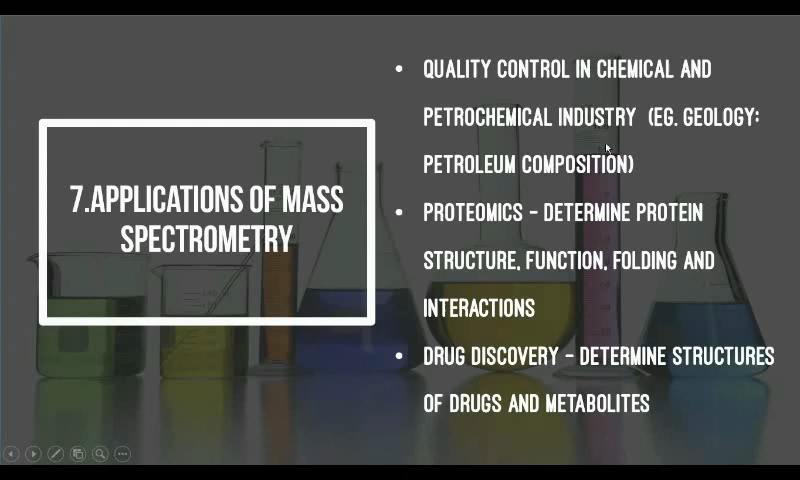 7.APPLICATIONS OF MASS
SPECTROMETRY
• QUALITY CONTROL IN CHEMICAL AND
PETROCHEMICAL INDUSTRY (EG. GEOLOGY:
PETROLEUM COMPOSITION)
• PROTEOMICS – DETERMINE PROTEIN
STRUCTURE, FUNCTION, FOLDING AND
INTERACTIONS
• DRUG DISCOVERY – DETERMINE STRUCTURES
OF DRUGS AND METABOLITES